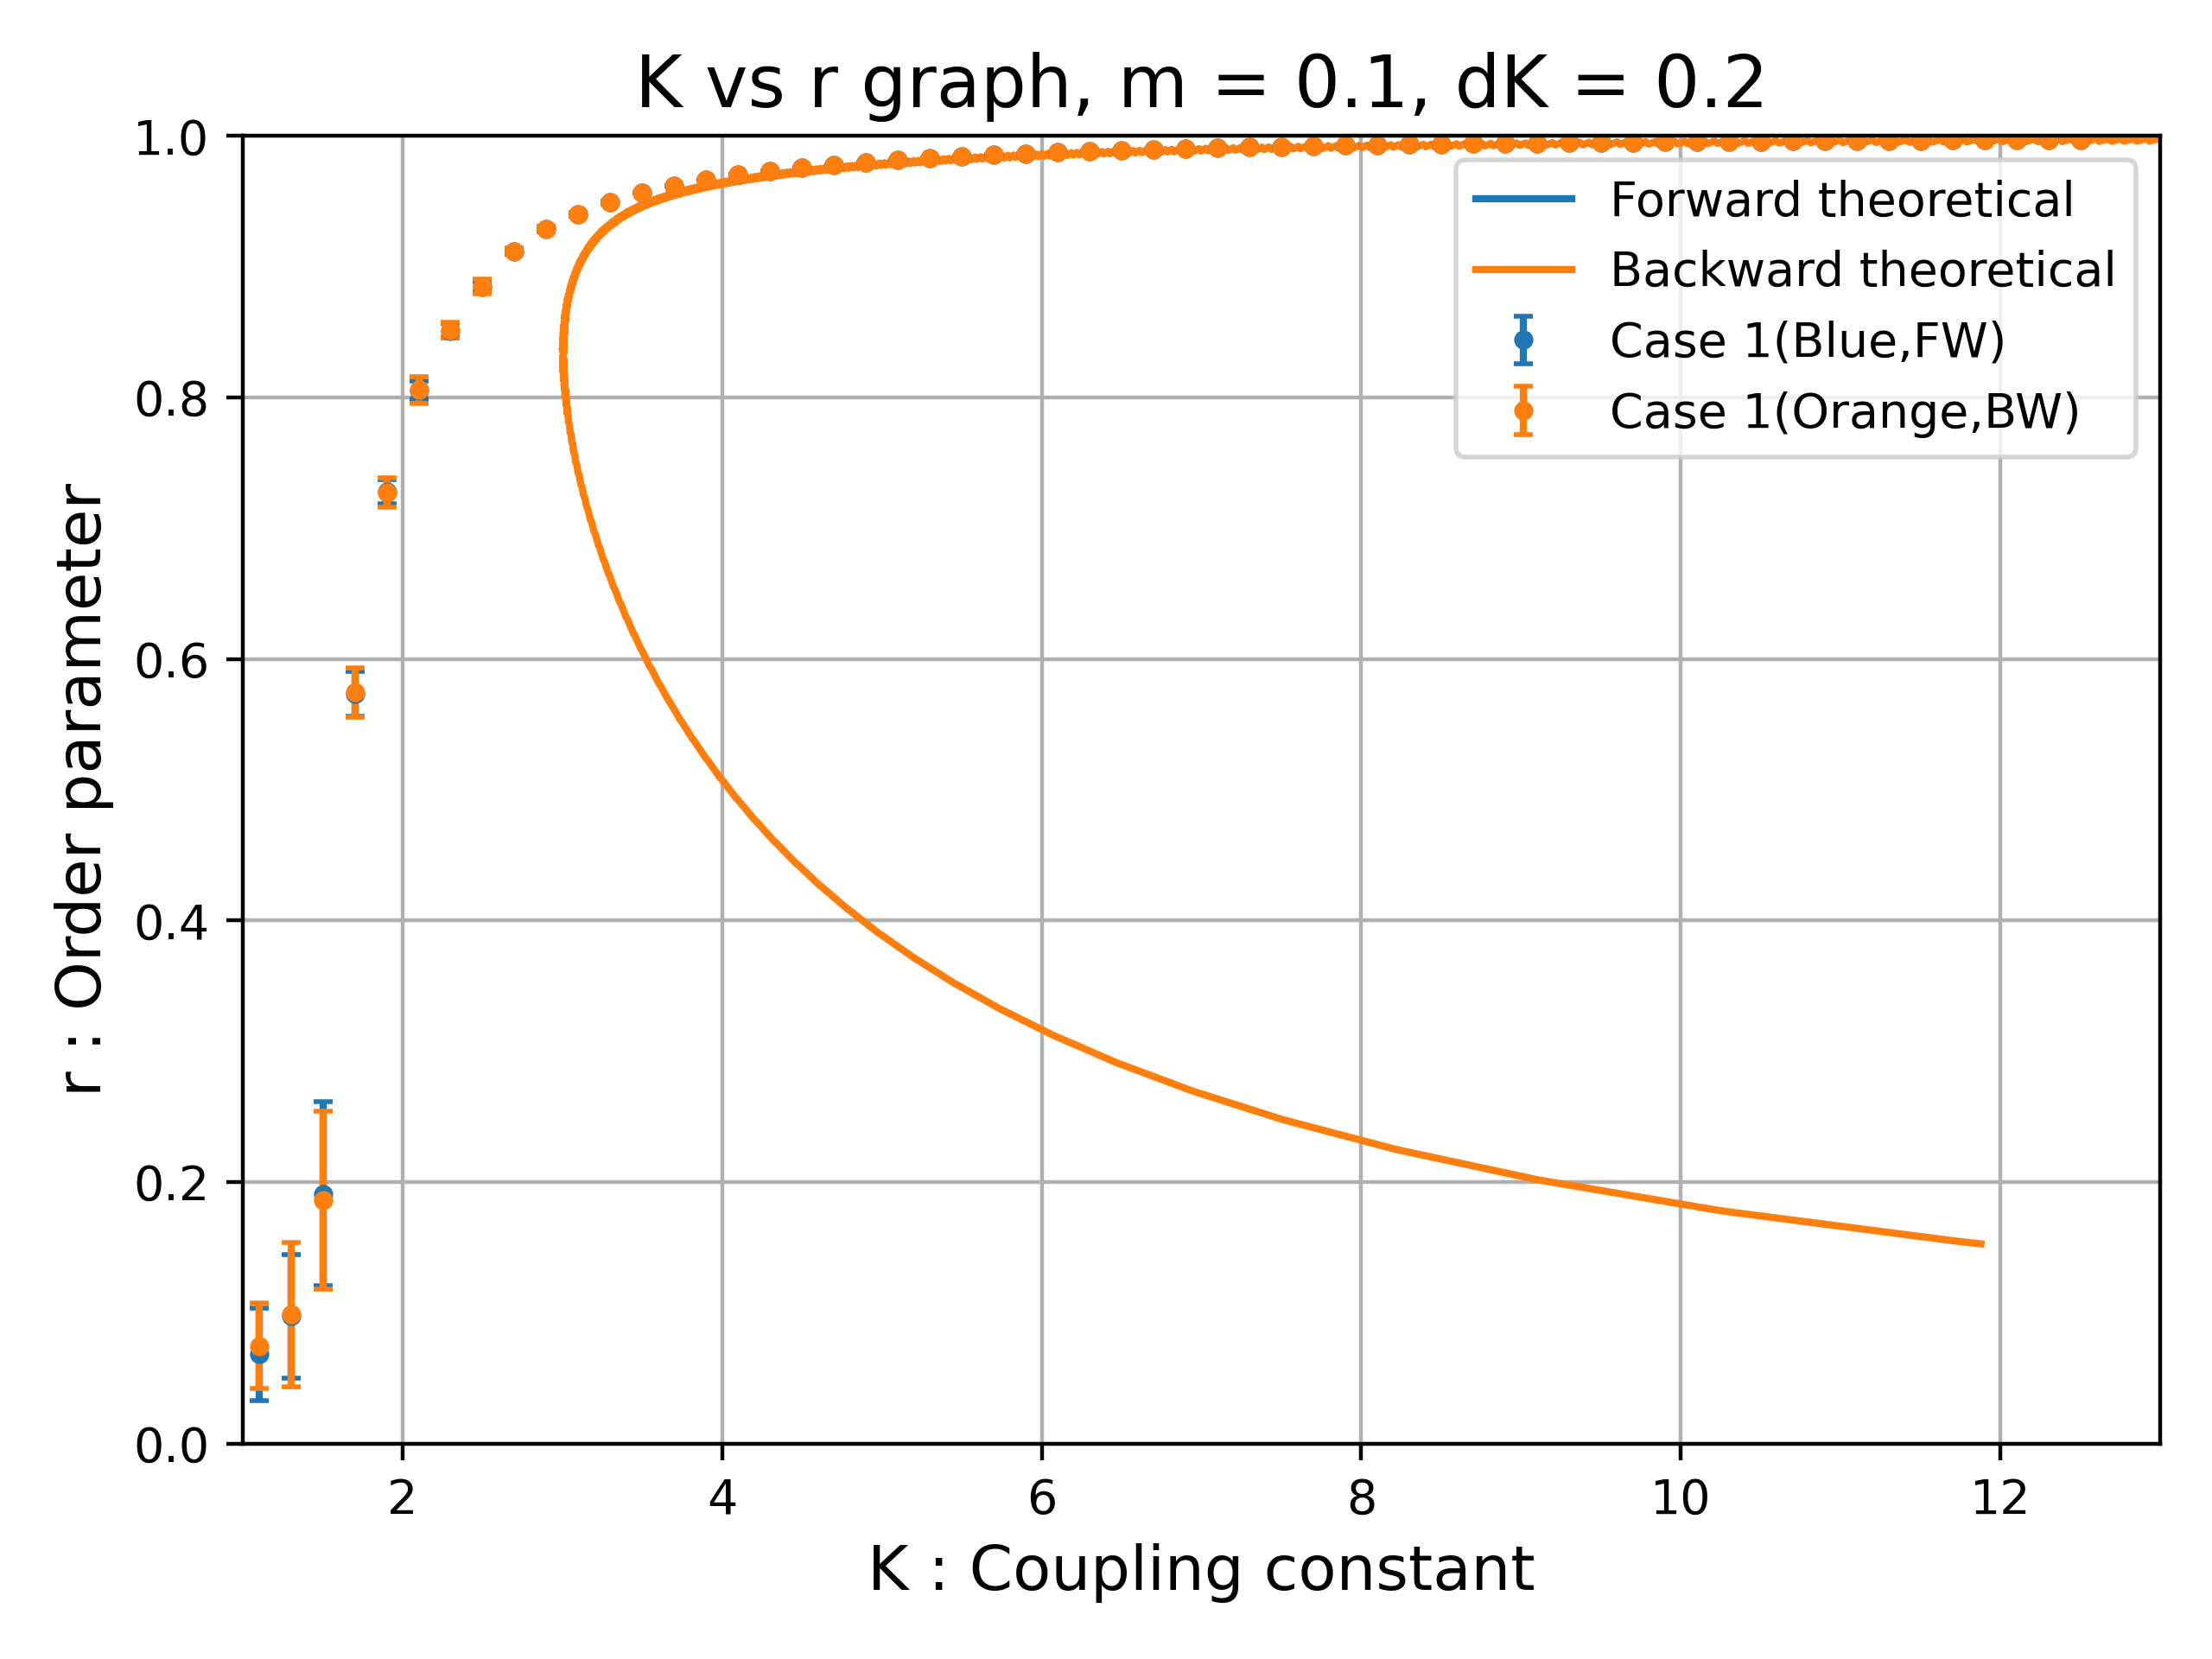 K vs r graph, m = 0.1, dK = 0.2
1.0
0.8
0.6
0.4
0.2
0.0
r : Order parameter
Forward theoretical
Backward theoretical
Case 1(Blue,FW)
Case 1(Orange,BW)
2 4 6 8 10 12
K : Coupling constant